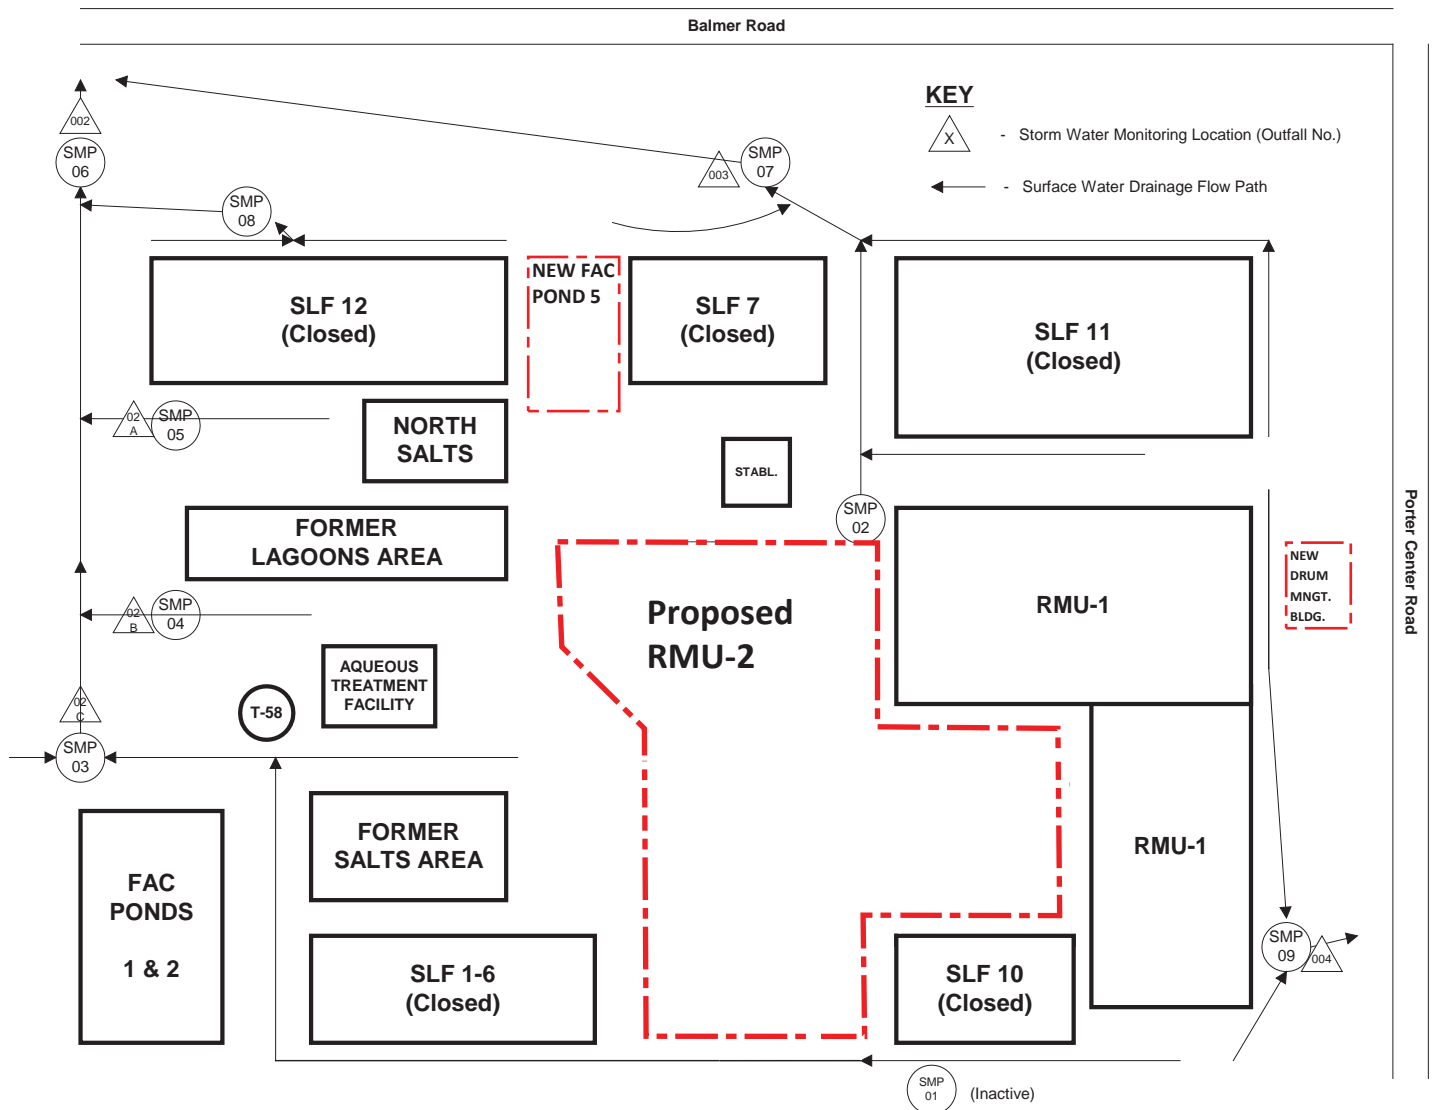 Balmer Road
KEY
X
- Storm Water Monitoring Location (Outfall No.)
- Surface Water Drainage Flow Path
002
SMP
06
SMP
07
003
SMP
08
SLF 12
(Closed)
NEW FAC
POND 5
SLF 7
(Closed)
SLF 11
(Closed)
02
A
SMP
05
NORTH
SALTS
STABL.
SMP
02
FORMER
LAGOONS AREA
Porter Center Road
NEW
DRUM
MNGT.
BLDG.
RMU-1
Proposed
RMU-2
02
B
SMP
04
AQUEOUS
TREATMENT
FACILITY
T-58
02
C
SMP
03
FORMER
SALTS AREA
RMU-1
FAC
PONDS
1 & 2
SLF 1-6
(Closed)
SLF 10
(Closed)
SMP
09
004
SMP
01
(Inactive)